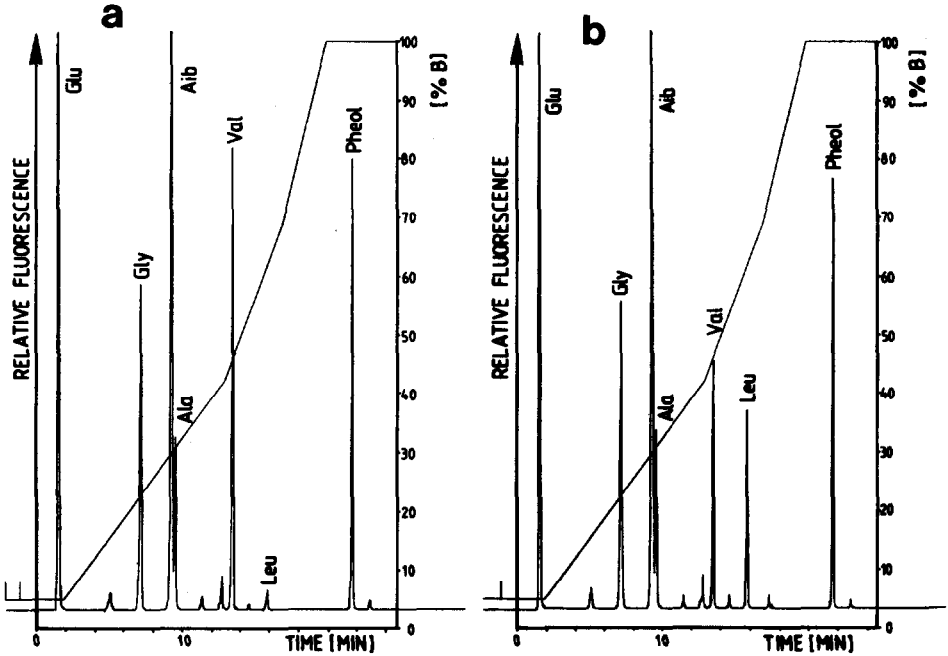 a
RELATIVE FLUORESCENCE
Glu
Gly
Aib
Ala
Val
Leu
Pheol
[% B]
100
90
80
70
60
50
40
30
20
10
0
0
10
TIME [MIN]
b
RELATIVE FLUORESCENCE
Glu
Gly
Aib
Ala
Val
Leu
Pheol
[% B]
100
90
80
70
60
50
40
30
20
10
0
0
10
TIME [MIN]